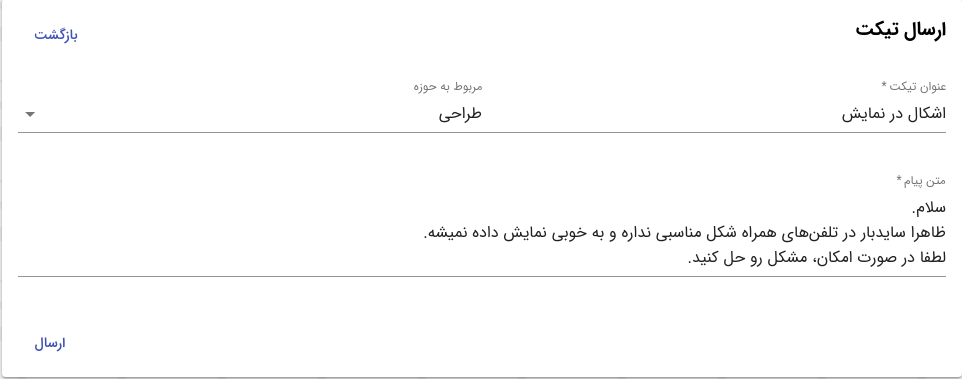 ارسال تیکت
بازگشت
عنوان تیکت *
مربوط به حوزه
اشکال در نمایش
طراحی
متن پیام *
سلام.
ظاهرا سایدبار در تلفن‌های همراه شکل مناسبی نداره و به خوبی نمایش داده نمیشه.
لطفا در صورت امکان، مشکل رو حل کنید.
ارسال